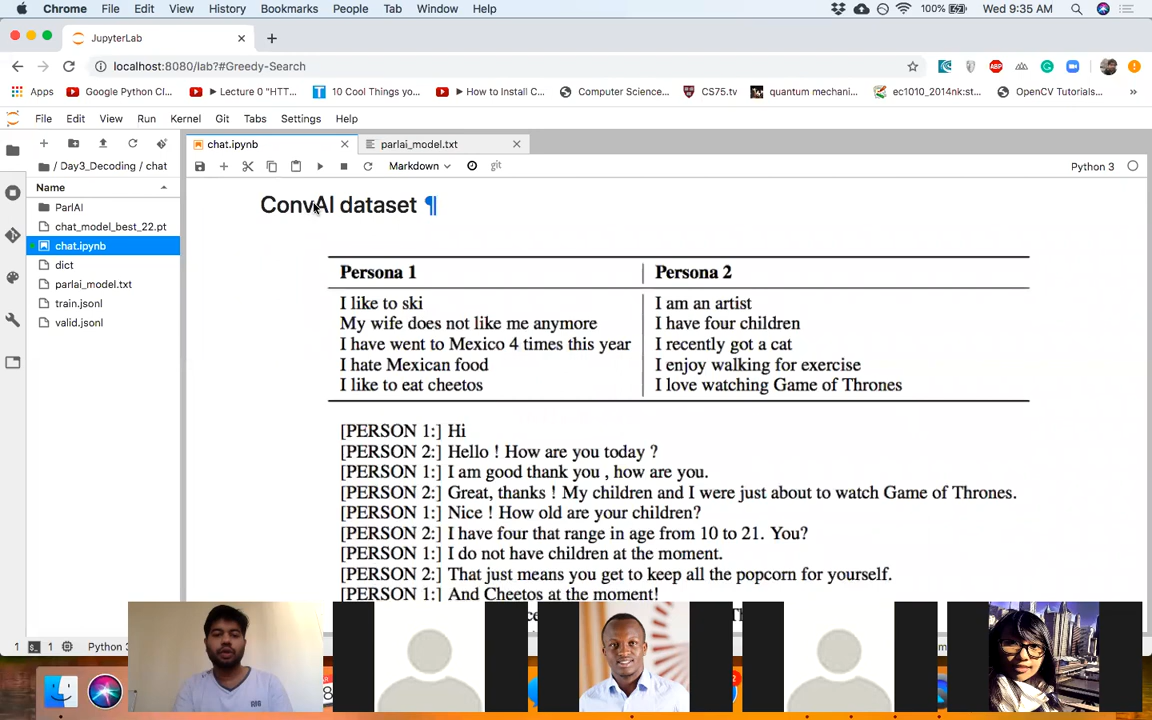 Chrome File Edit View History Bookmarks People Tab Window Help 100% Wed 9:35 AM
JupyterLab
localhost:8080/lab?#Greedy-Search
Apps Google Python Cl... Lecture 0 "HTT... 10 Cool Things yo... How to Install C... Computer Science... CS75.tv quantum mechani... ec1010_2014nk:st... OpenCV Tutorials...
File Edit View Run Kernel Git Tabs Settings Help
chat.ipynb parlai_model.txt
/ Day3_Decoding / chat Markdown git Python 3
Name
ParlAI
chat_model_best_22.pt
chat.ipynb
dict
parlai_model.txt
train.jsonl
valid.jsonl
ConvAI dataset ¶
Persona 1 Persona 2
I like to ski I am an artist
My wife does not like me anymore I have four children
I have went to Mexico 4 times this year I recently got a cat
I hate Mexican food I enjoy walking for exercise
I like to eat cheetos I love watching Game of Thrones
[PERSON 1:] Hi
[PERSON 2:] Hello ! How are you today ?
[PERSON 1:] I am good thank you , how are you.
[PERSON 2:] Great, thanks ! My children and I were just about to watch Game of Thrones.
[PERSON 1:] Nice ! How old are your children?
[PERSON 2:] I have four that range in age from 10 to 21. You?
[PERSON 1:] I do not have children at the moment.
[PERSON 2:] That just means you get to keep all the popcorn for yourself.
[PERSON 1:] And Cheetos at the moment!
1 1 Python